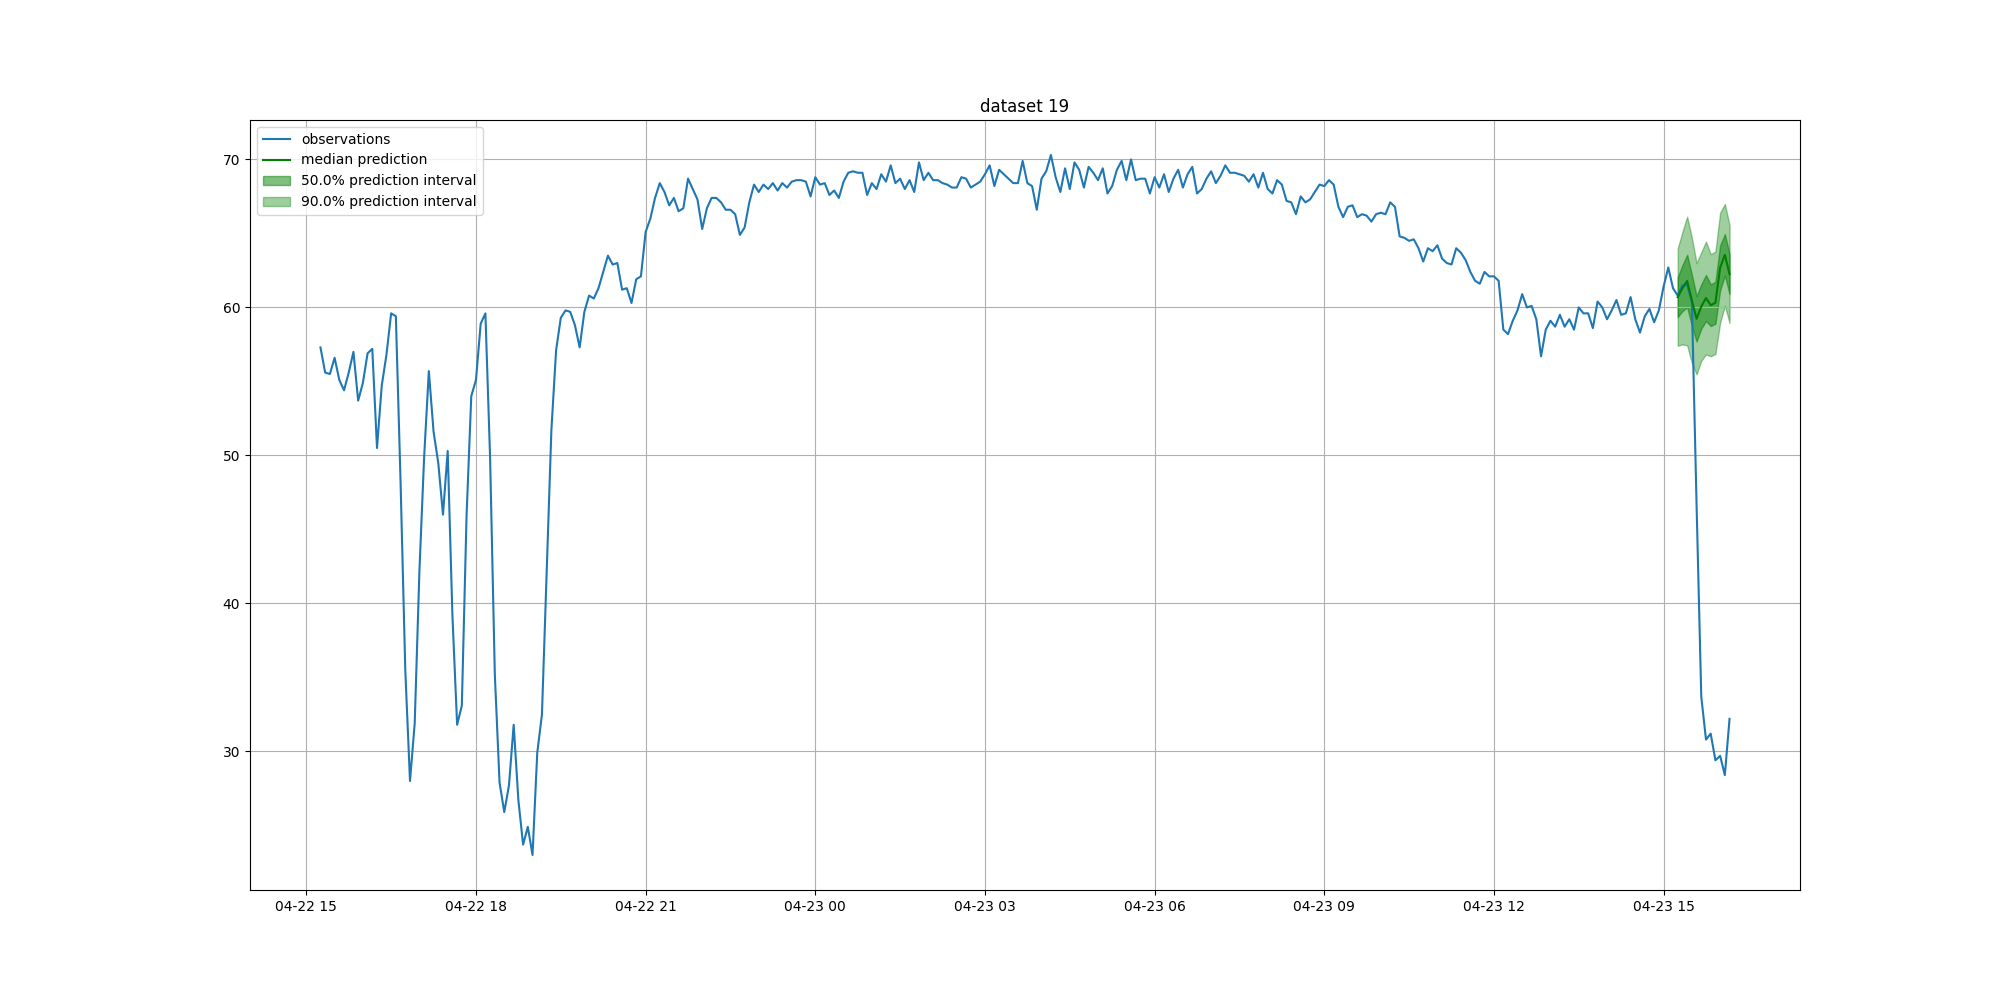 dataset 19
observations
median prediction
50.0% prediction interval
90.0% prediction interval
70
60
50
40
30
04-22 15
04-22 18
04-22 21
04-23 00
04-23 03
04-23 06
04-23 09
04-23 12
04-23 15